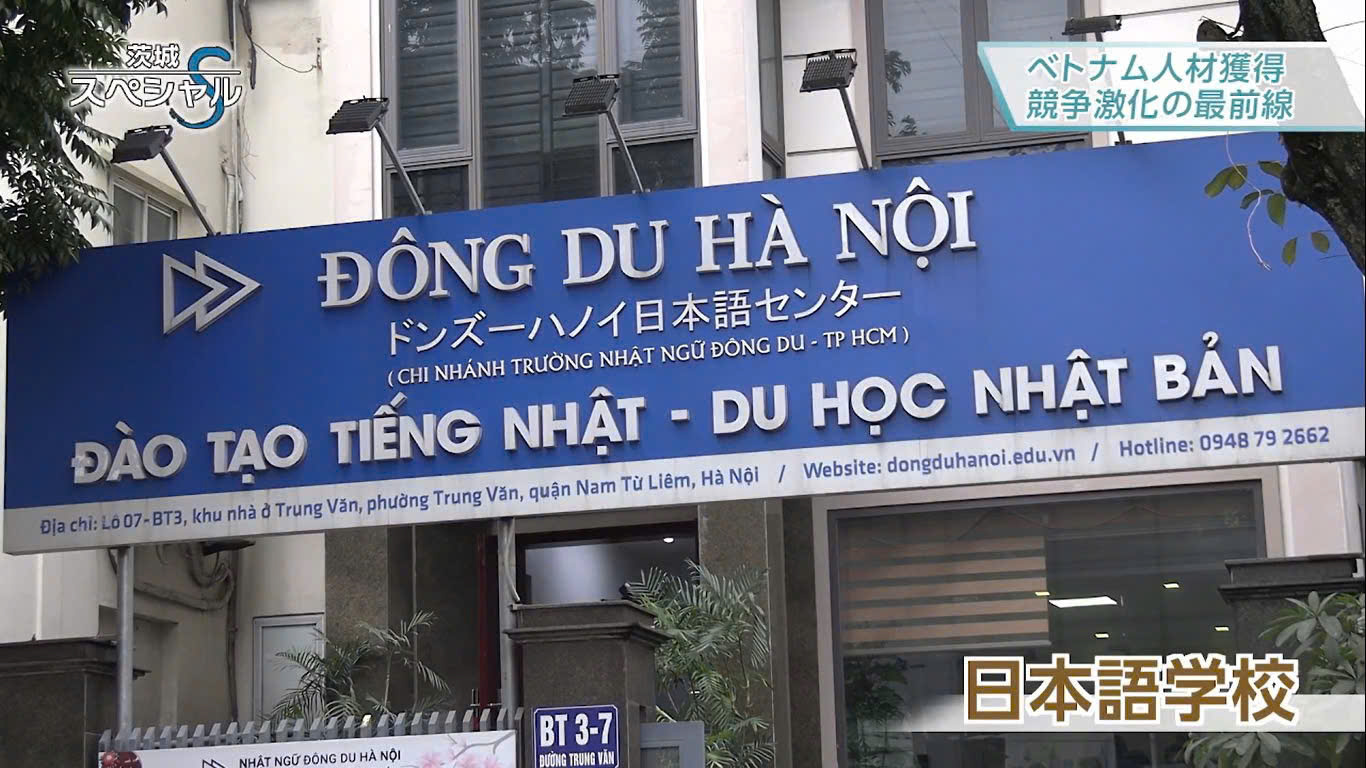 茨城
スペシャル
S
ベトナム人材獲得
競争激化の最前線
ĐÔNG DU HÀ NỘI
ドンズーハノイ日本語センター
( CHI NHÁNH TRƯỜNG NHẬT NGỮ ĐÔNG DU - TP HCM )
ĐÀO TẠO TIẾNG NHẬT - DU HỌC NHẬT BẢN
Địa chỉ: Lô 07-BT3, khu nhà ở Trung Văn, phường Trung Văn, quận Nam Từ Liêm, Hà Nội / Website: dongduhanoi.edu.vn / Hotline: 0948 79 2662
日本語学校
BT 3-7
ĐƯỜNG TRUNG VĂN
NHẬT NGỮ ĐÔNG DU HÀ NỘI